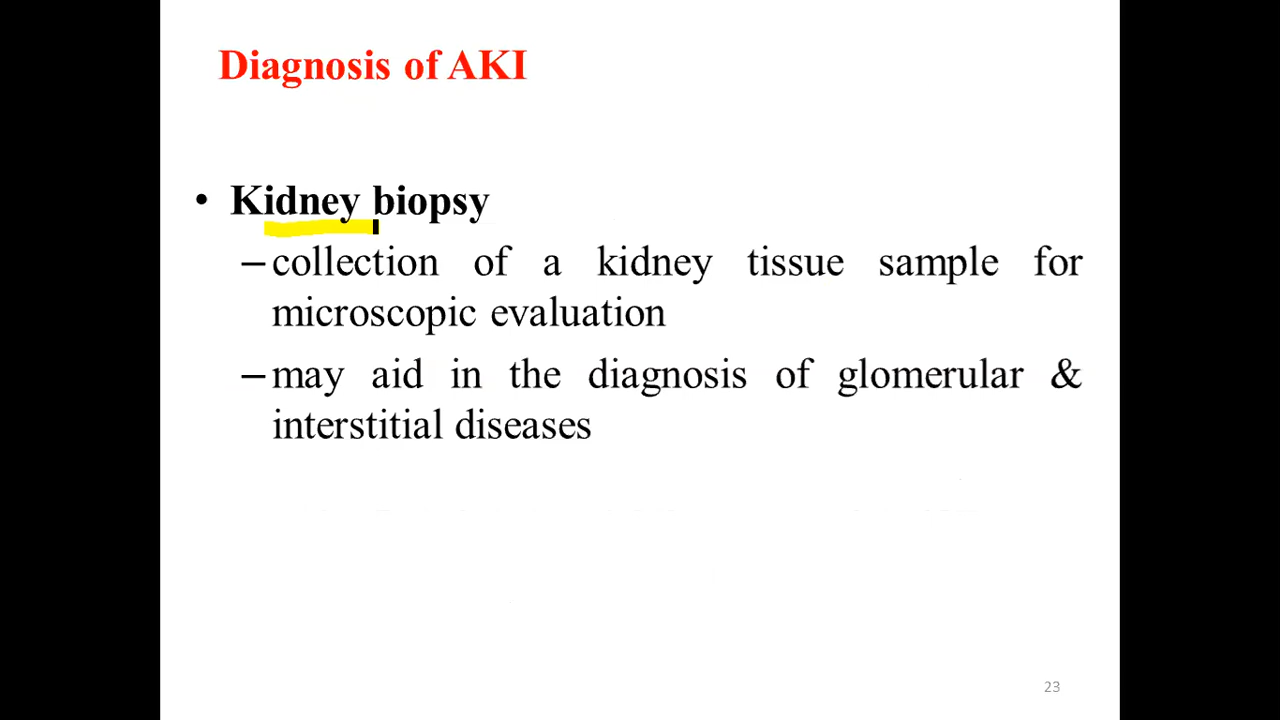 Diagnosis of AKI
• Kidney biopsy
–collection of a kidney tissue sample for
microscopic evaluation
–may aid in the diagnosis of glomerular &
interstitial diseases
23